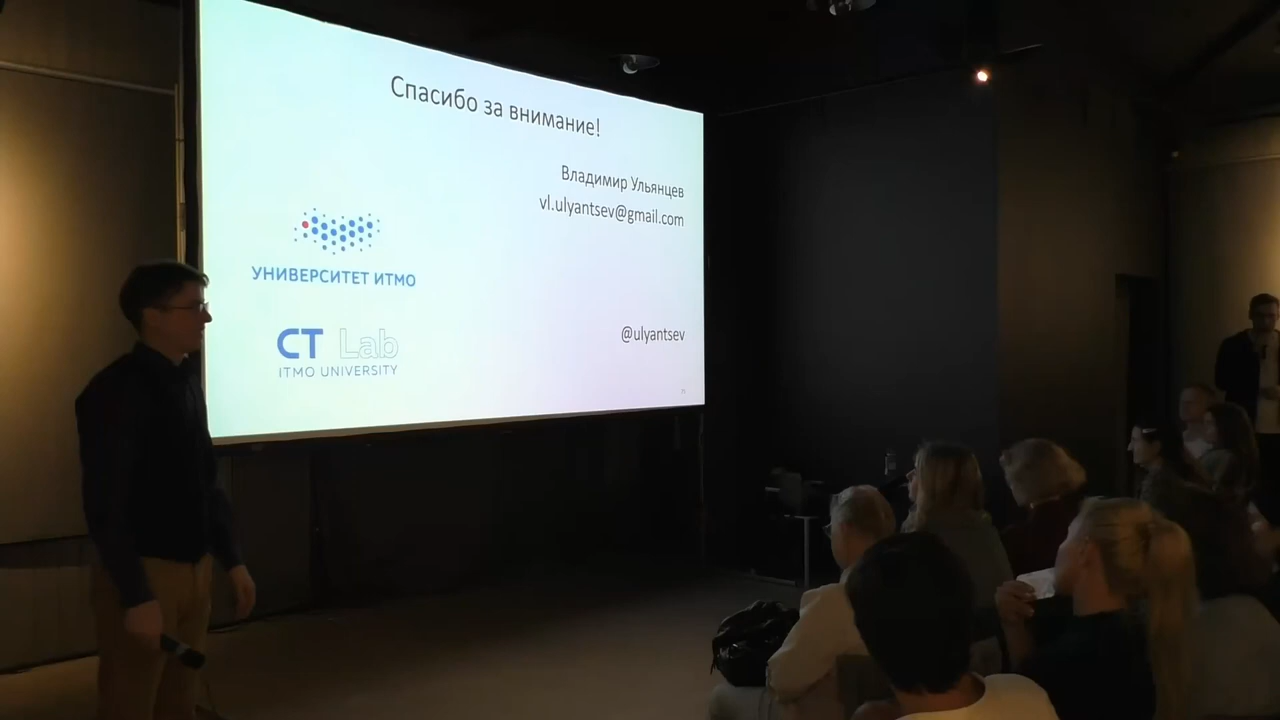 Спасибо за внимание!
Владимир Ульянцев
vl.ulyantsev@gmail.com
УНИВЕРСИТЕТ ИТМО
@ulyantsev
CT Lab
ITMO UNIVERSITY